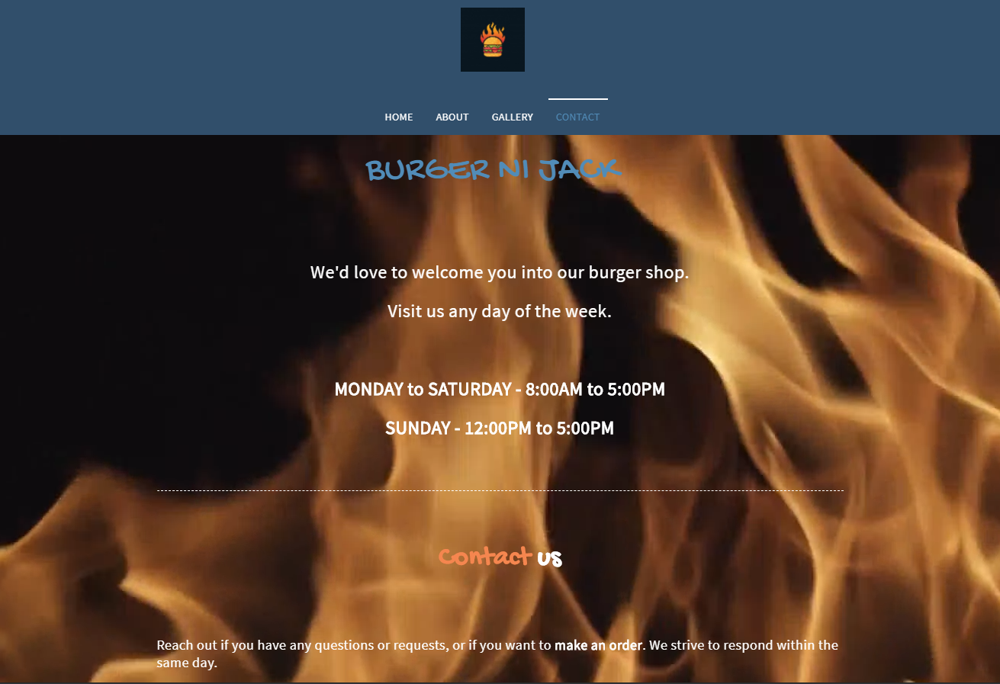 HOME ABOUT GALLERY CONTACT
BURGER NI JACK
We'd love to welcome you into our burger shop.
Visit us any day of the week.
MONDAY to SATURDAY - 8:00AM to 5:00PM
SUNDAY - 12:00PM to 5:00PM
Contact us
Reach out if you have any questions or requests, or if you want to make an order. We strive to respond within the
same day.